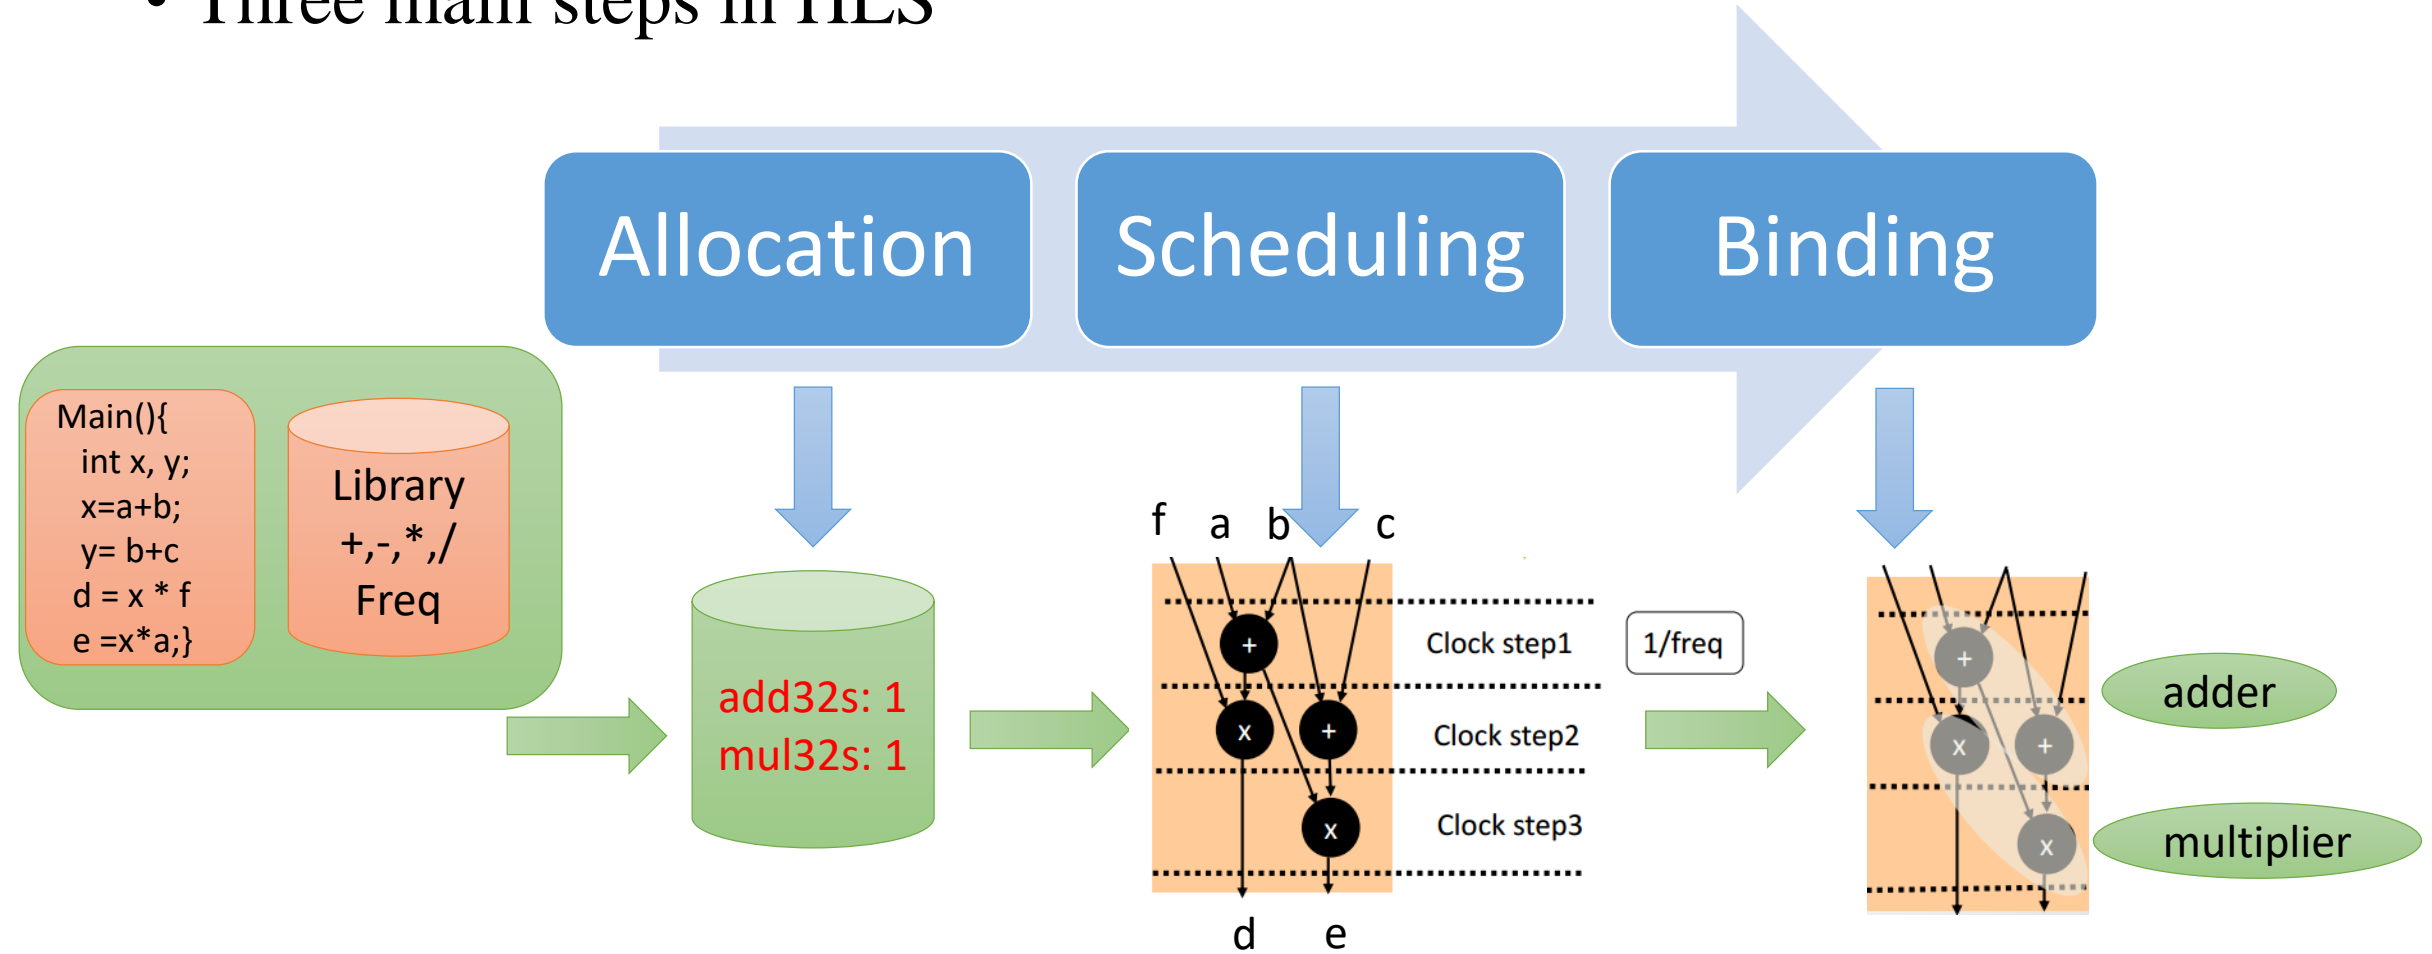 • Three main steps in HLS
Allocation
Scheduling
Binding
Main(){
int x, y;
x=a+b;
y= b+c
d = x * f
e =x*a;}
Library
+,-,*,/
Freq
add32s: 1
mul32s: 1
f a b c
+
x +
x
d e
Clock step1
Clock step2
Clock step3
1/freq
+
x +
x
adder
multiplier